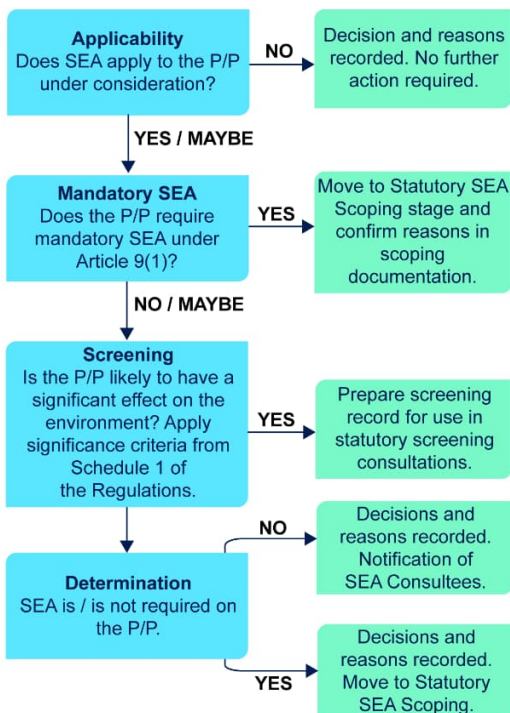 Applicability
Does SEA apply to the P/P
under consideration?
NO
Decision and reasons
recorded. No further
action required.
YES / MAYBE
Mandatory SEA
Does the P/P require
mandatory SEA under
Article 9(1)?
YES
Move to Statutory SEA
Scoping stage and
confirm reasons in
scoping
documentation.
NO / MAYBE
Screening
Is the P/P likely to have a
significant effect on the
environment? Apply
significance criteria from
Schedule 1 of
the Regulations.
YES
Prepare screening
record for use in
statutory screening
consultations.
Determination
SEA is / is not required on
the P/P.
NO
Decisions and
reasons recorded.
Notification of
SEA Consultees.
YES
Decisions and
reasons recorded.
Move to Statutory
SEA Scoping.